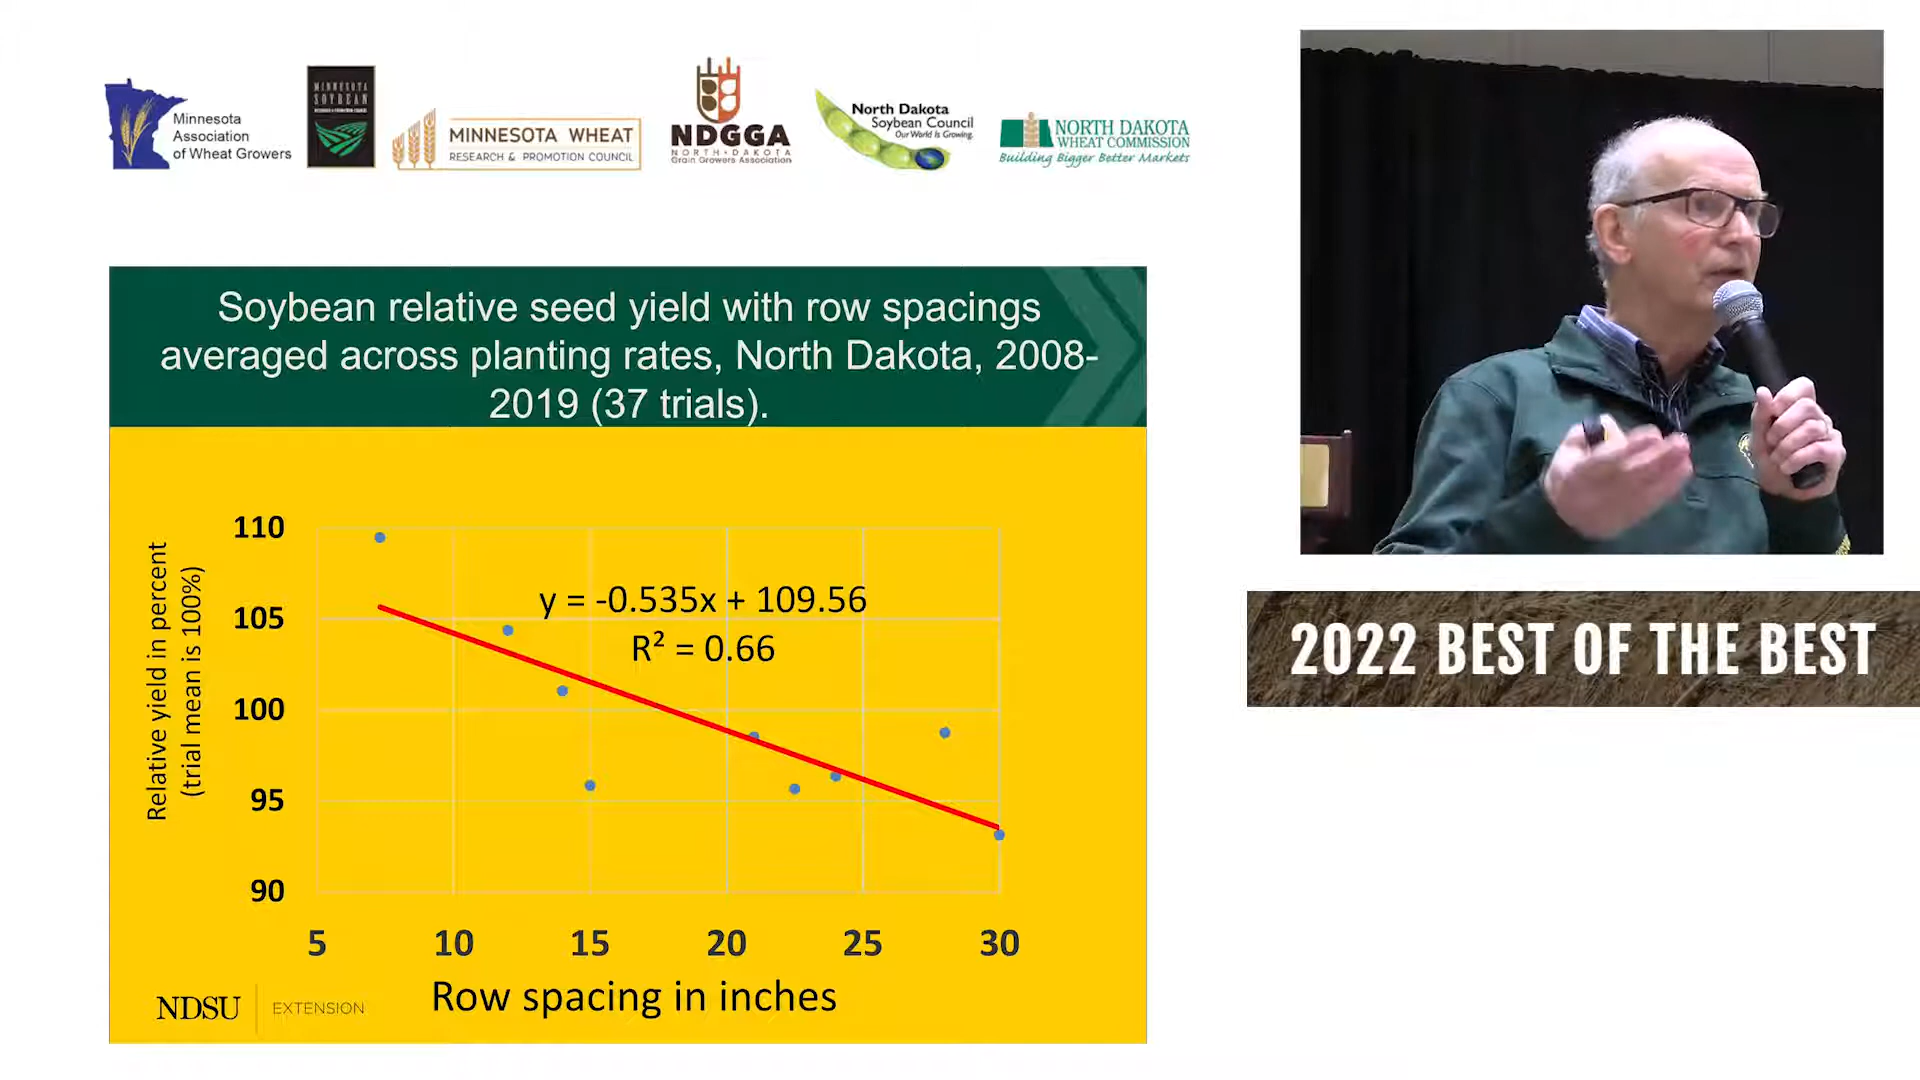 Minnesota
Association
of Wheat Growers
MINNESOTA
SOYBEAN
MINNESOTA WHEAT
RESEARCH & PROMOTION COUNCIL
NDGGA
NORTH • DAKOTA
Grain Growers Association
North Dakota
Soybean Council
Our World Is Growing.
NORTH DAKOTA
WHEAT COMMISSION
Building Bigger Better Markets
Soybean relative seed yield with row spacings
averaged across planting rates, North Dakota, 2008-
2019 (37 trials).
Relative yield in percent
(trial mean is 100%)
110
105
100
95
90
y = -0.535x + 109.56
R² = 0.66
5 10 15 20 25 30
Row spacing in inches
NDSU EXTENSION
2022 BEST OF THE BEST